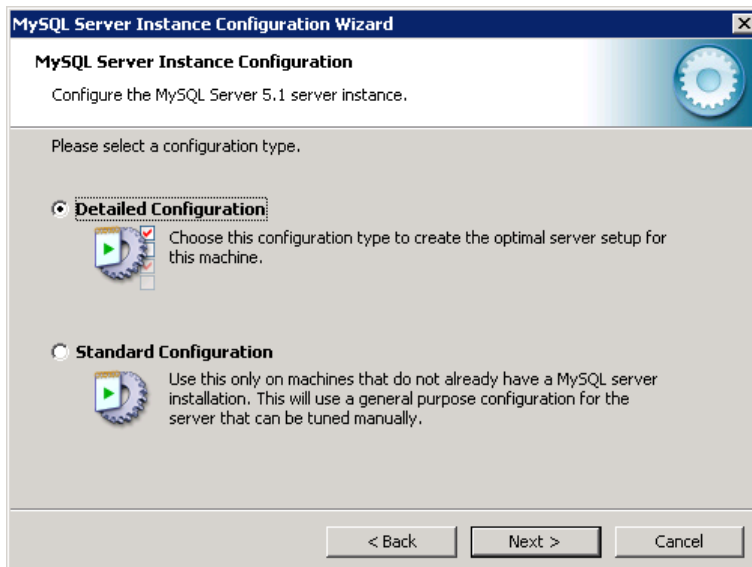 MySQL Server Instance Configuration Wizard
MySQL Server Instance Configuration
Configure the MySQL Server 5.1 server instance.
Please select a configuration type.
Detailed Configuration
Choose this configuration type to create the optimal server setup for
this machine.
Standard Configuration
Use this only on machines that do not already have a MySQL server
installation. This will use a general purpose configuration for the
server that can be tuned manually.
< Back
Next >
Cancel